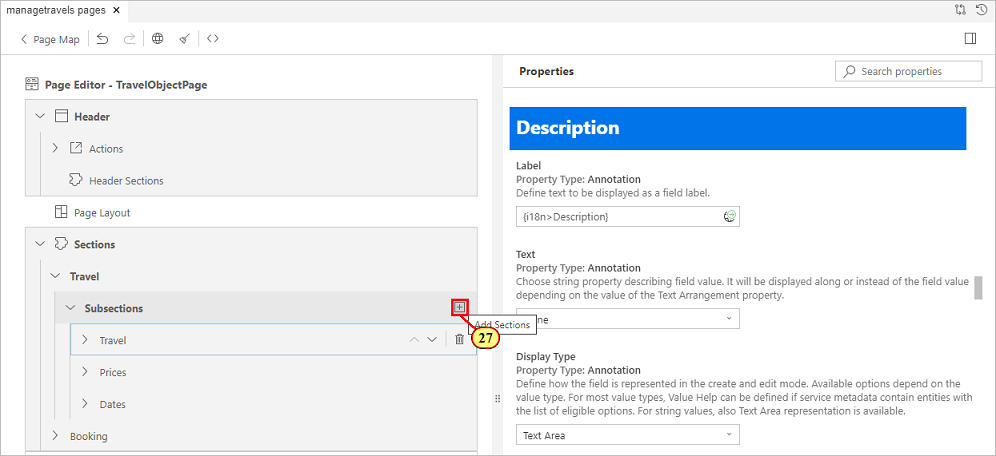 managetravels pages
Page Map
Page Editor - TravelObjectPage
Header
Actions
Header Sections
Page Layout
Sections
Travel
Subsections
Add Sections
27
Travel
Prices
Dates
Booking
Properties
Search properties
Description
Label
Property Type: Annotation
Define text to be displayed as a field label.
{i18n>Description}
Text
Property Type: Annotation
Choose string property describing field value. It will be displayed along or instead of the field value
depending on the value of the Text Arrangement property.
Display Type
Property Type: Annotation
Define how the field is represented in the create and edit mode. Available options depend on the
value type. For most value types, Value Help can be defined if service metadata contain entities with
the list of eligible options. For string values, also Text Area representation is available.
Text Area